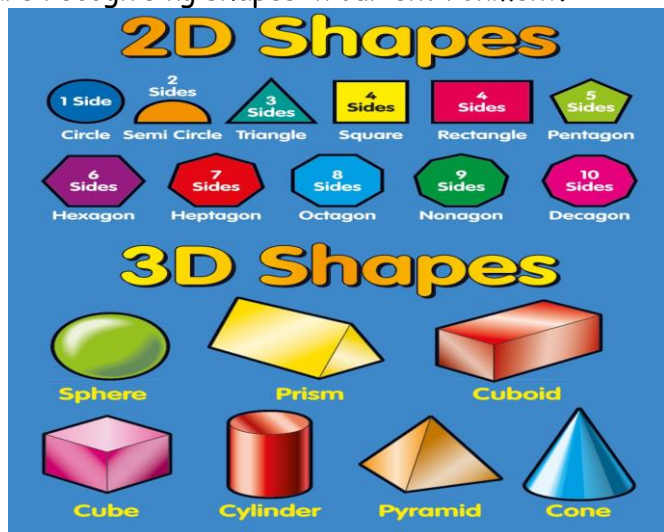 2D Shapes
1 Side
2 Sides
3 Sides
4 Sides
4 Sides
5 Sides
Circle Semi Circle Triangle Square Rectangle Pentagon
6 Sides
7 Sides
8 Sides
9 Sides
10 Sides
Hexagon Heptagon Octagon Nonagon Decagon
3D Shapes
Sphere Prism Cuboid
Cube Cylinder Pyramid Cone